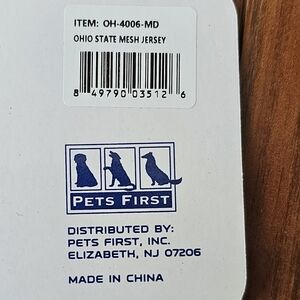 ITEM: OH-4006-MD
OHIO STATE MESH JERSEY
8 49790 03512 6
PETS FIRST
DISTRIBUTED BY:
PETS FIRST, INC.
ELIZABETH, NJ 07206
MADE IN CHINA